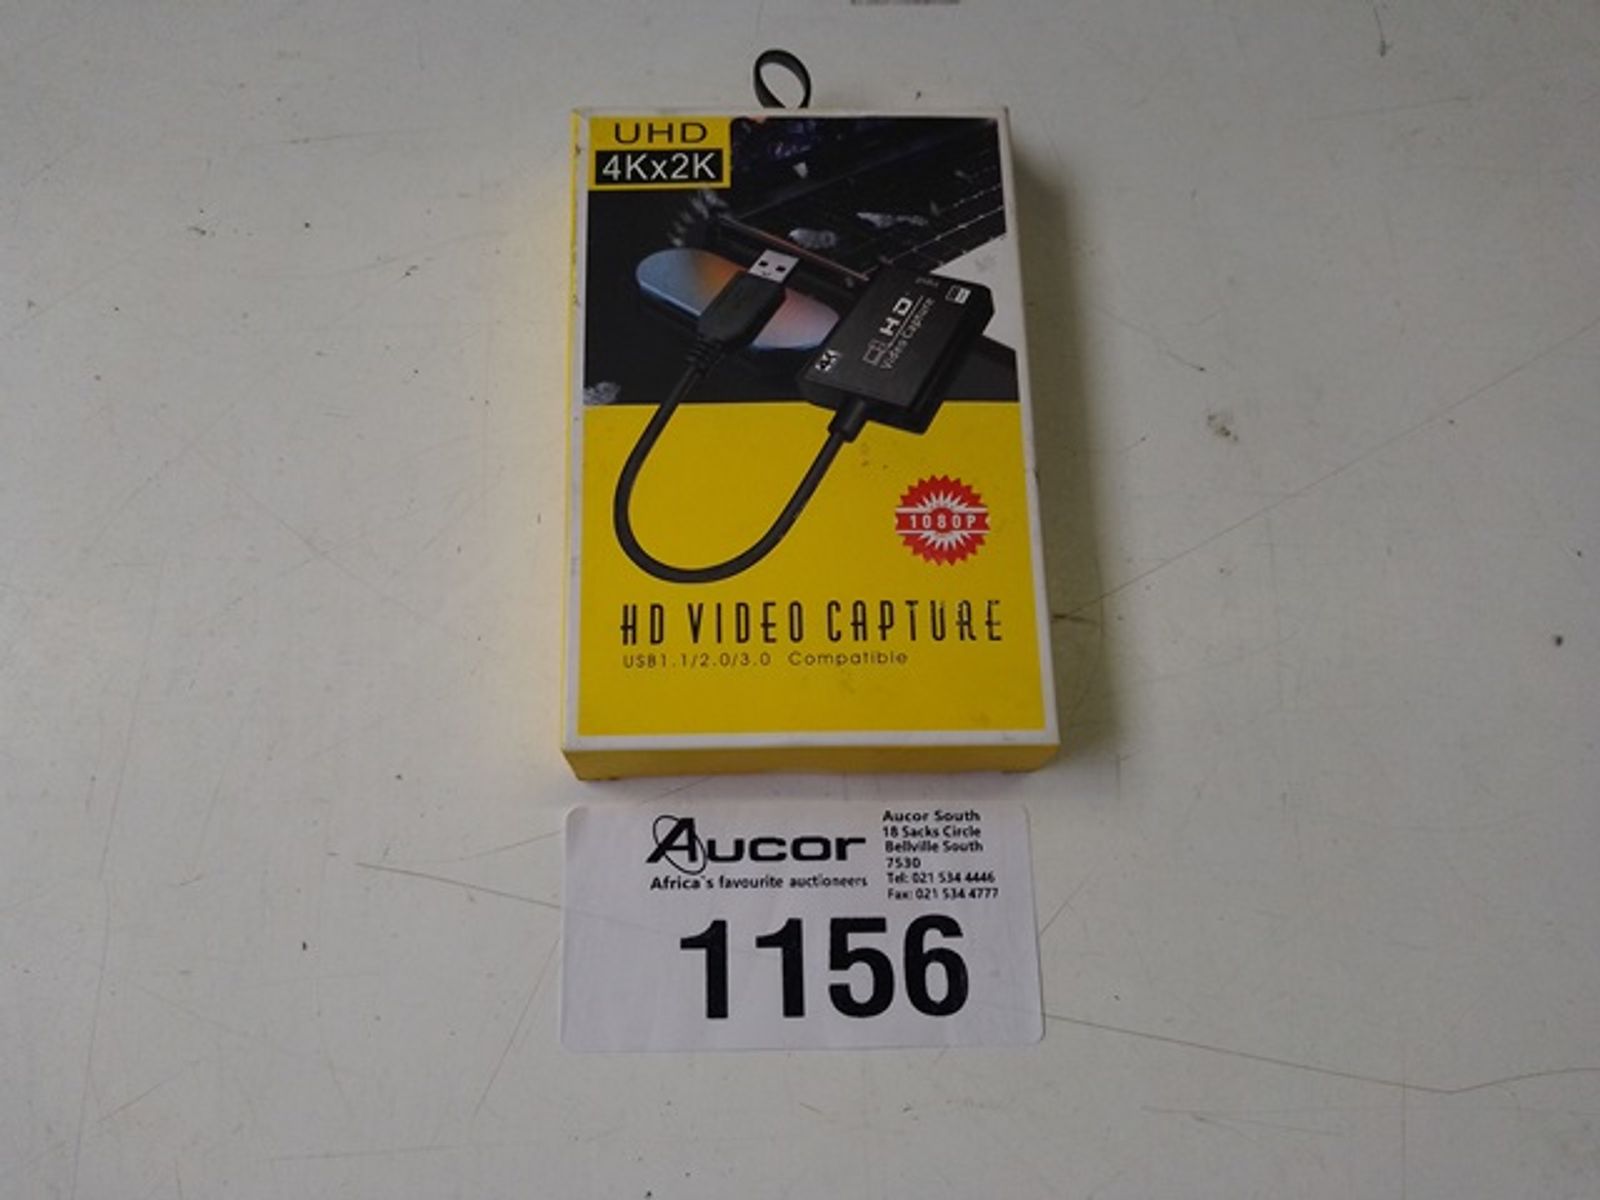 UHD
4Kx2K
HD
Video Capture
4K
1080P
HD VIDEO CAPTURE
USB1.1/2.0/3.0 Compatible
Aucor
Africa`s favourite auctioneers
Aucor South
18 Sacks Circle
Bellville South
7530
Tel: 021 534 4446
Fax: 021 534 4777
1156